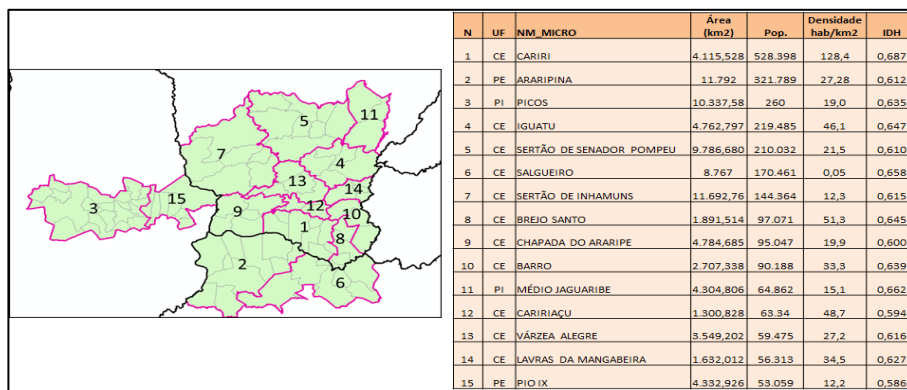 5
11
7
4
13
14
15
3
12
9
10
1
8
2
6
N UF NM_MICRO Área (km2) Pop. Densidade hab/km2 IDH
1 CE CARIRI 4.115,528 528.398 128,4 0,687
2 PE ARARIPINA 11.792 321.789 27,28 0,612
3 PI PICOS 10.337,58 260 19,0 0,635
4 CE IGUATU 4.762,797 219.485 46,1 0,647
5 CE SERTÃO DE SENADOR POMPEU 9.786,680 210.032 21,5 0,610
6 CE SALGUEIRO 8.767 170.461 0,05 0,658
7 CE SERTÃO DE INHAMUNS 11.692,76 144.364 12,3 0,615
8 CE BREJO SANTO 1.891,514 97.071 51,3 0,645
9 CE CHAPADA DO ARARIPE 4.784,685 95.047 19,9 0,600
10 CE BARRO 2.707,338 90.188 33,3 0,639
11 PI MÉDIO JAGUARIBE 4.304,806 64.862 15,1 0,662
12 CE CARIRIAÇU 1.300,828 63.34 48,7 0,594
13 CE VÁRZEA ALEGRE 3.549,202 59.475 27,2 0,616
14 CE LAVRAS DA MANGABEIRA 1.632,012 56.313 34,5 0,627
15 PE PIO IX 4.332,926 53.059 12,2 0,586